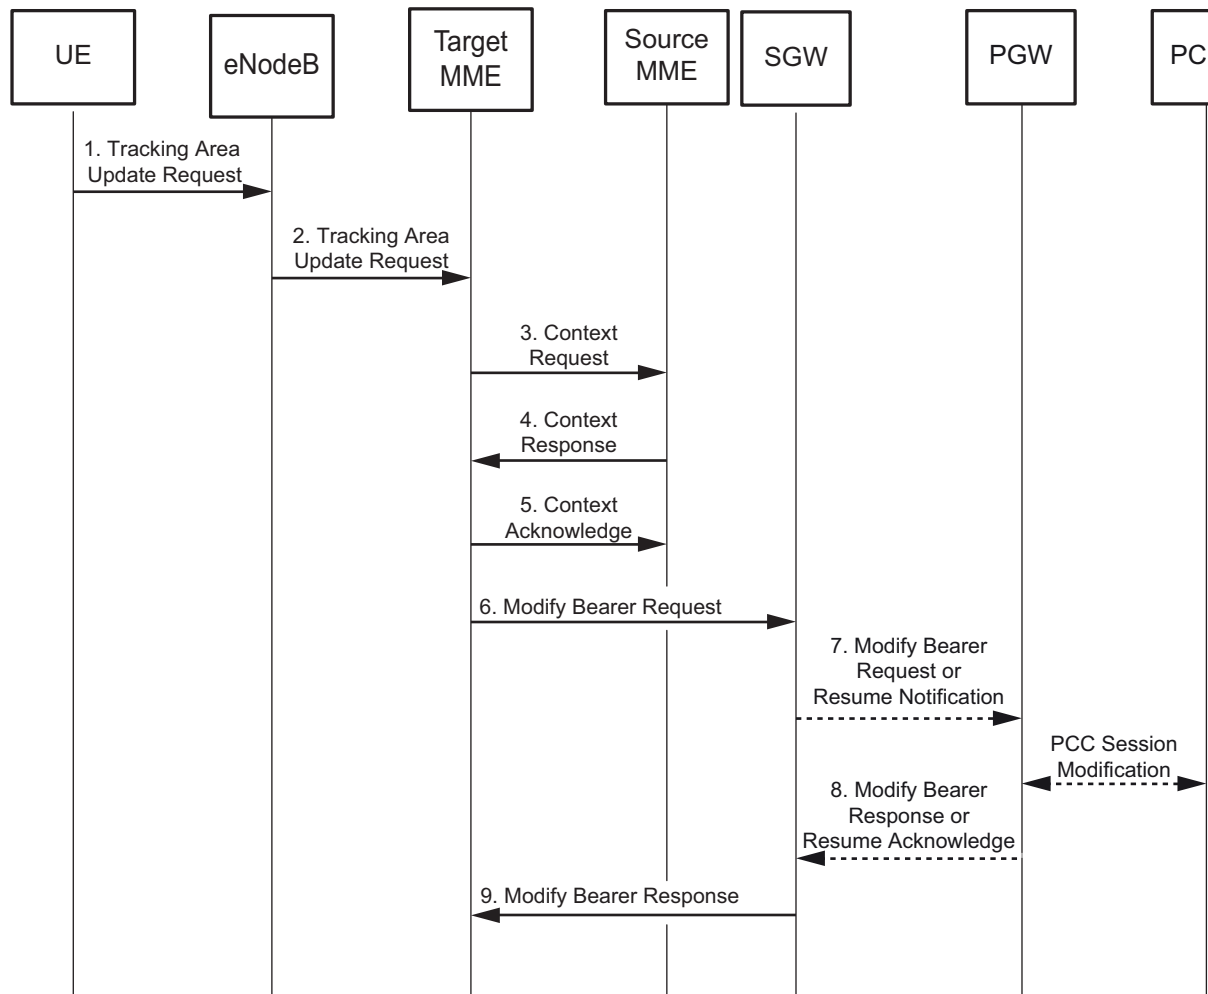 UE
eNodeB
Target
MME
Source
MME
SGW
PGW
PC
1. Tracking Area
Update Request
2. Tracking Area
Update Request
3. Context
Request
4. Context
Response
5. Context
Acknowledge
6. Modify Bearer Request
7. Modify Bearer
Request or
Resume Notification
PCC Session
Modification
8. Modify Bearer
Response or
Resume Acknowledge
9. Modify Bearer Response